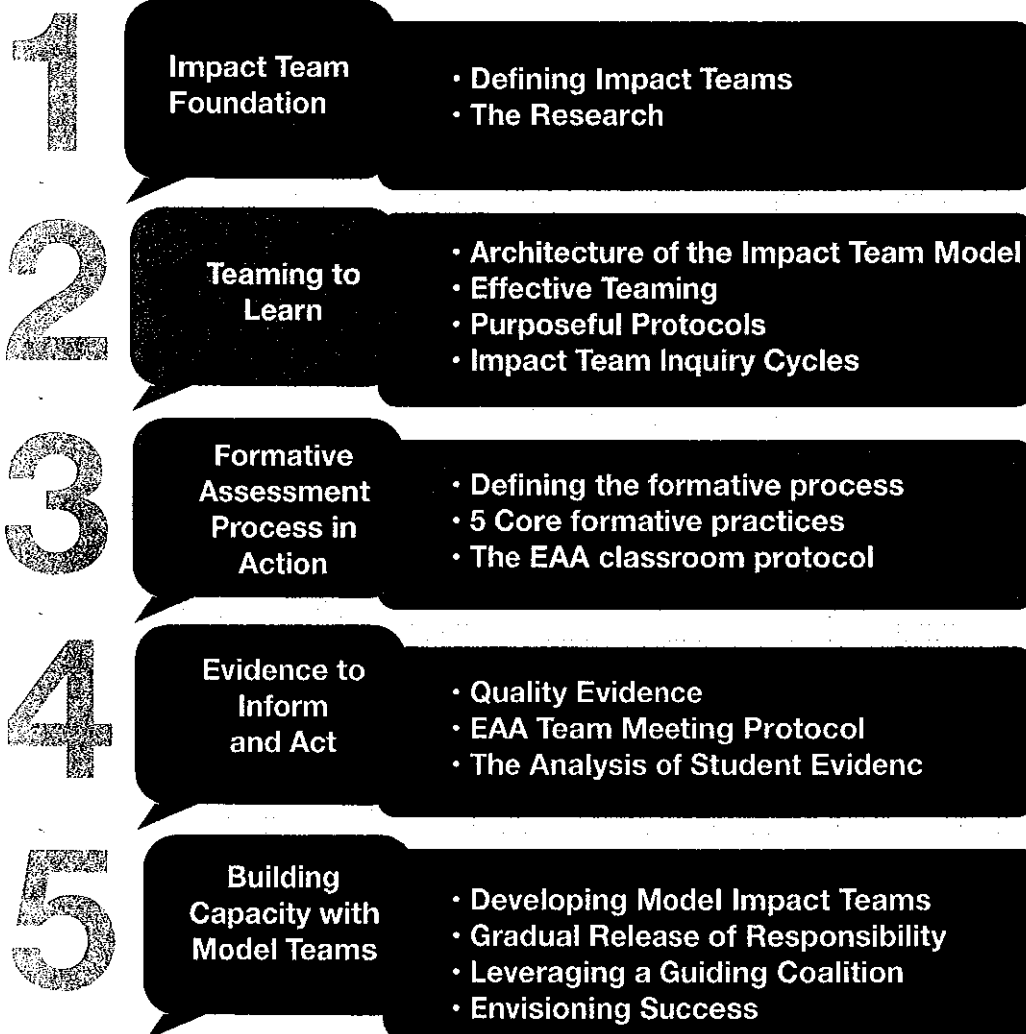 1
Impact Team
Foundation
• Defining Impact Teams
• The Research
2
Teaming to
Learn
• Architecture of the Impact Team Model
• Effective Teaming
• Purposeful Protocols
• Impact Team Inquiry Cycles
3
Formative
Assessment
Process in
Action
• Defining the formative process
• 5 Core formative practices
• The EAA classroom protocol
4
Evidence to
Inform
and Act
• Quality Evidence
• EAA Team Meeting Protocol
• The Analysis of Student Evidenc
5
Building
Capacity with
Model Teams
• Developing Model Impact Teams
• Gradual Release of Responsibility
• Leveraging a Guiding Coalition
• Envisioning Success